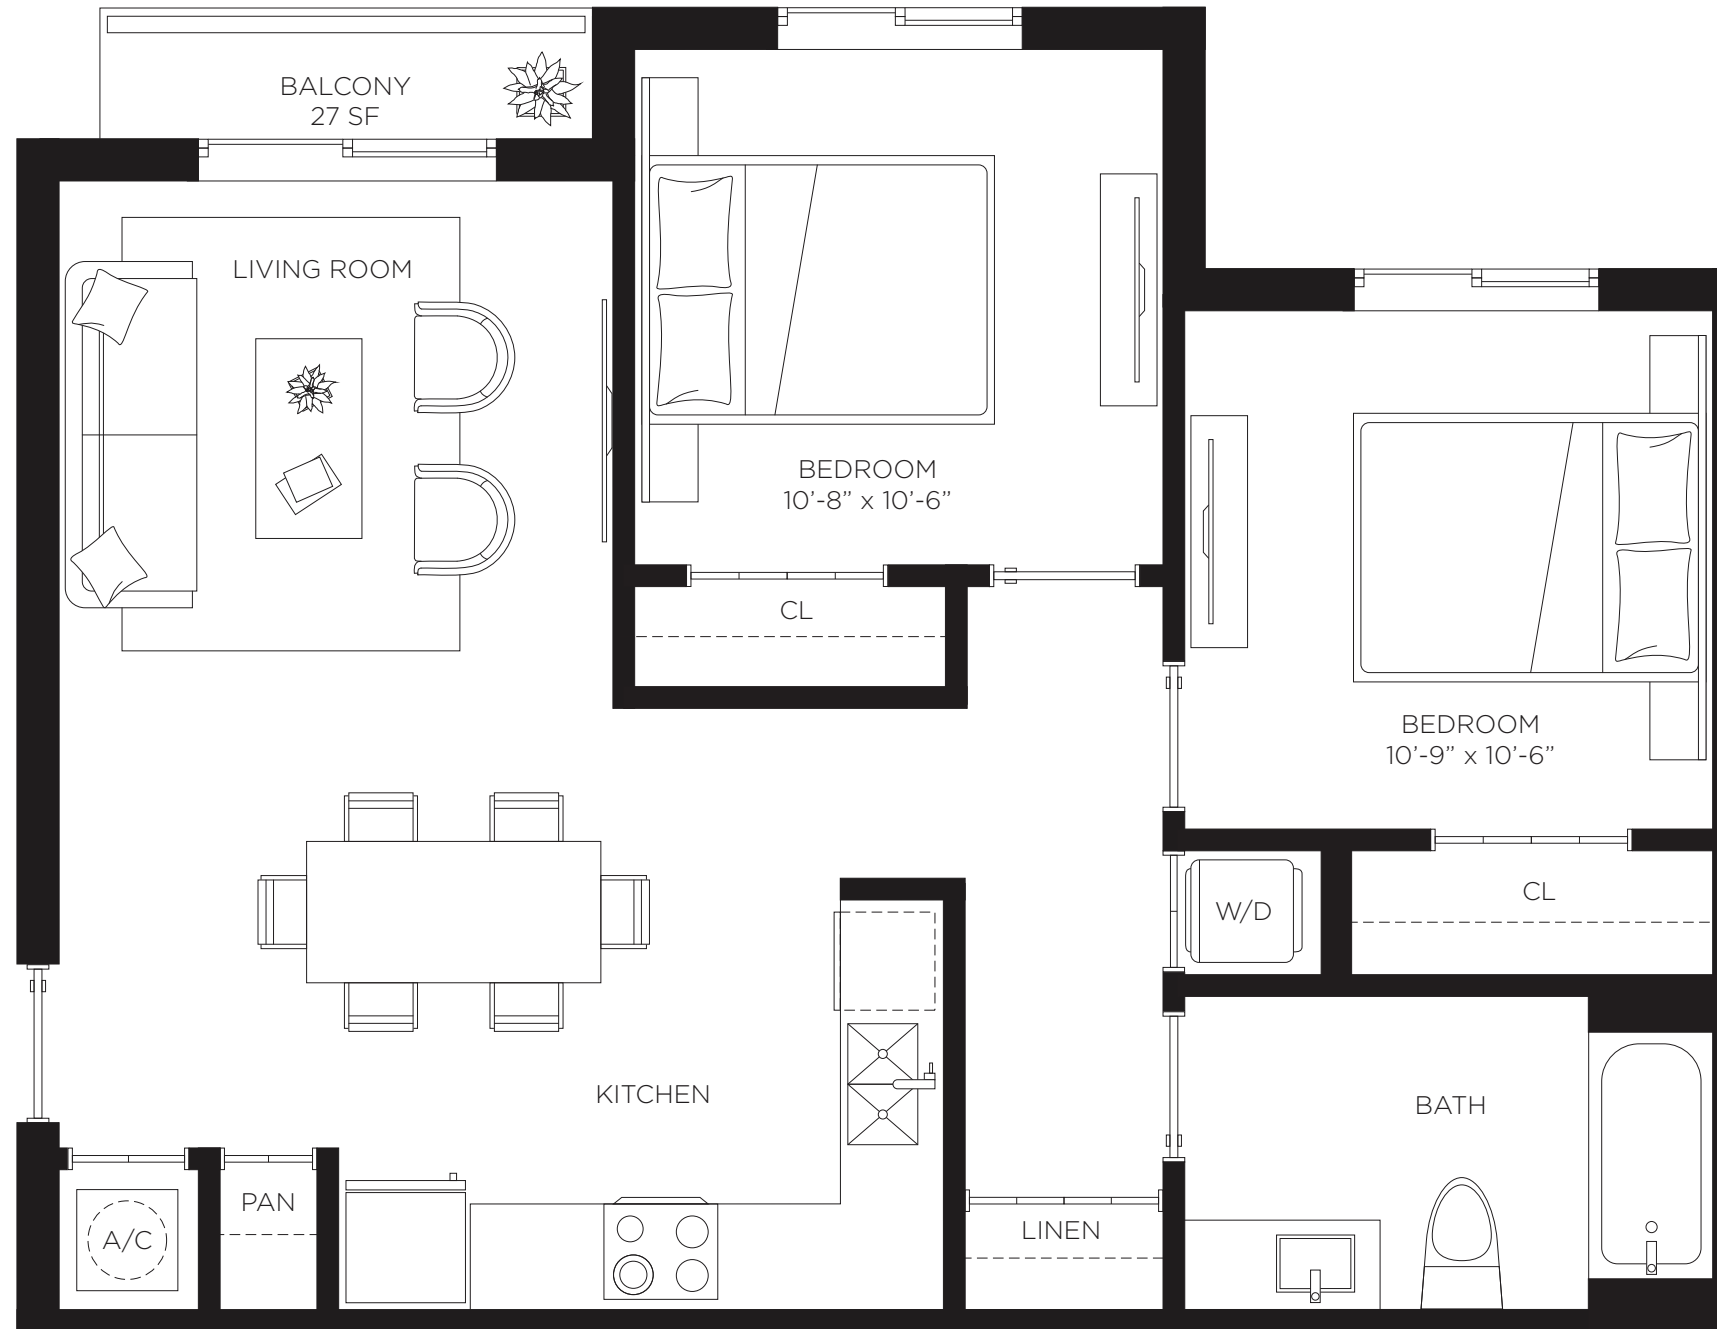 BALCONY
27 SF
LIVING ROOM
BEDROOM
10’-8” x 10’-6”
CL
BEDROOM
10’-9” x 10’-6”
CL
W/D
KITCHEN
BATH
PAN
A/C
LINEN